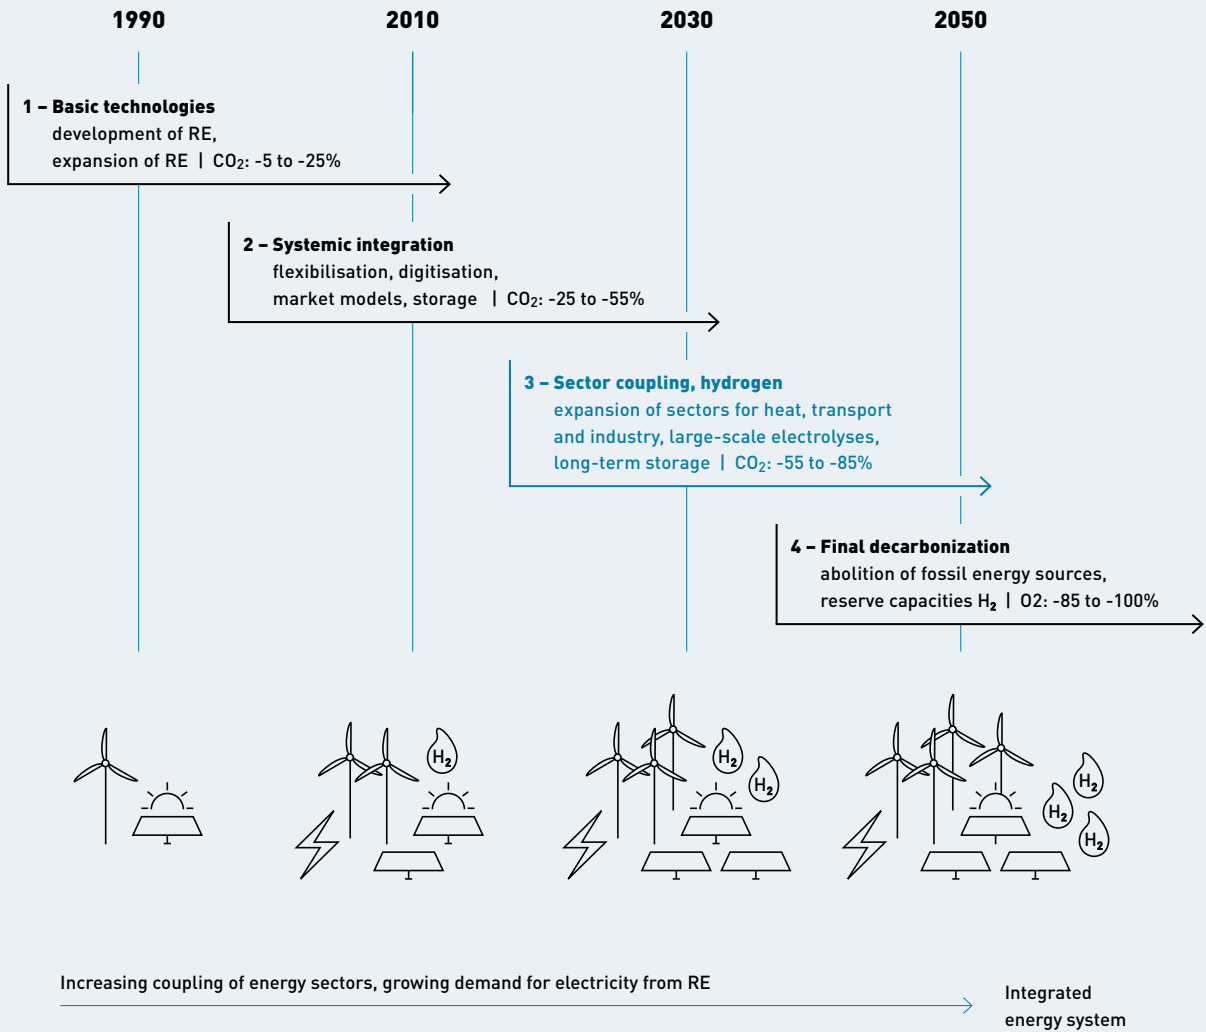 1990 2010 2030 2050
1 – Basic technologies
development of RE,
expansion of RE | CO₂: -5 to -25%
2 – Systemic integration
flexibilisation, digitisation,
market models, storage | CO₂: -25 to -55%
3 – Sector coupling, hydrogen
expansion of sectors for heat, transport
and industry, large-scale electrolyses,
long-term storage | CO₂: -55 to -85%
4 – Final decarbonization
abolition of fossil energy sources,
reserve capacities H₂ | O2: -85 to -100%
H₂
H₂
H₂
H₂
H₂
H₂
Increasing coupling of energy sectors, growing demand for electricity from RE
Integrated
energy system